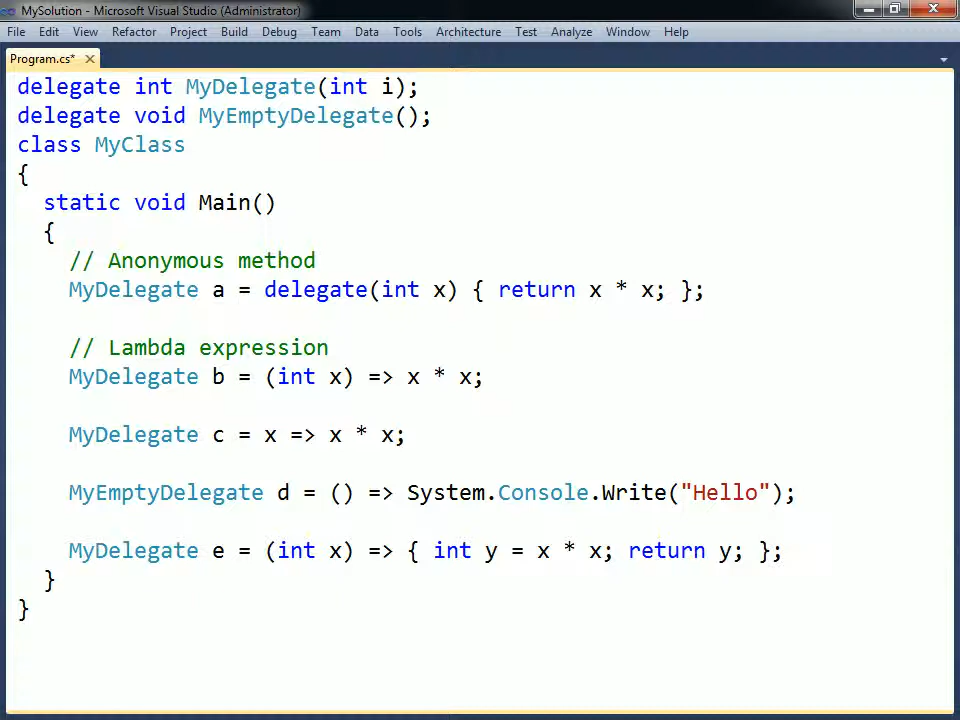 MySolution - Microsoft Visual Studio (Administrator)
File Edit View Refactor Project Build Debug Team Data Tools Architecture Test Analyze Window Help
Program.cs*
delegate int MyDelegate(int i);
delegate void MyEmptyDelegate();
class MyClass
{
static void Main()
{
// Anonymous method
MyDelegate a = delegate(int x) { return x * x; };
// Lambda expression
MyDelegate b = (int x) => x * x;
MyDelegate c = x => x * x;
MyEmptyDelegate d = () => System.Console.Write("Hello");
MyDelegate e = (int x) => { int y = x * x; return y; };
}
}